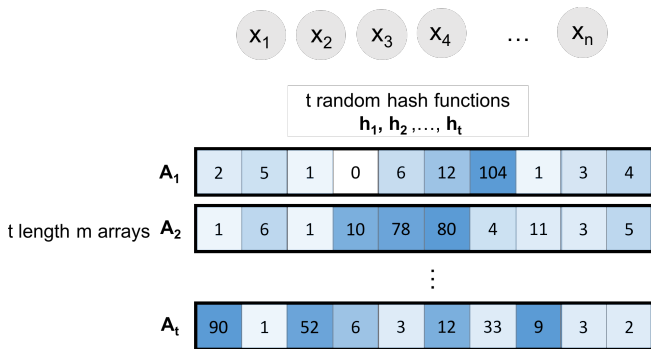 x1 x2 x3 x4 … xn
t random hash functions
h1, h2 ,…, ht
A1 2 5 1 0 6 12 104 1 3 4
t length m arrays A2 1 6 1 10 78 80 4 11 3 5
⋮
At 90 1 52 6 3 12 33 9 3 2